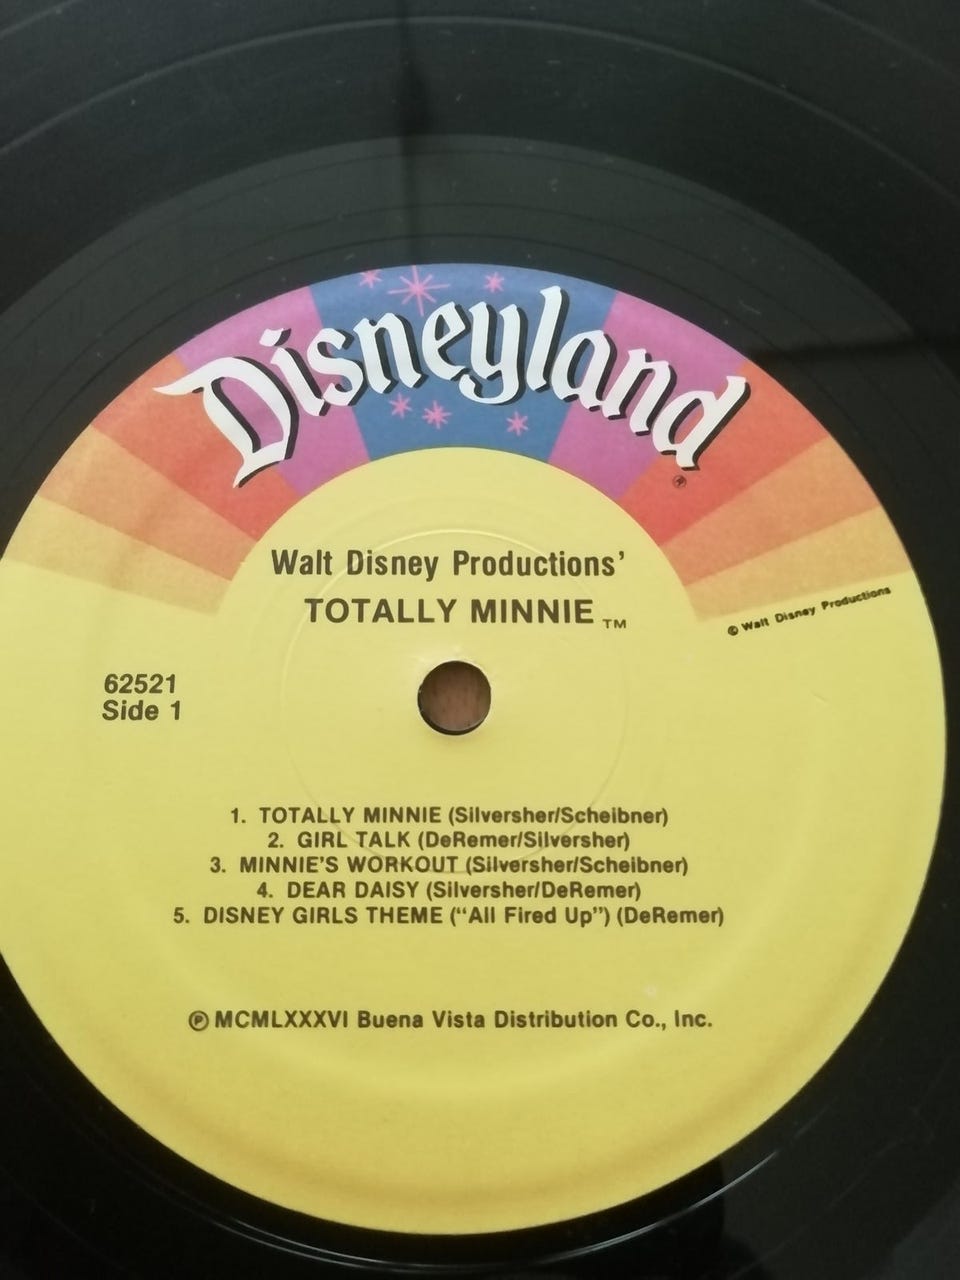 Disneyland®
Walt Disney Productions'
TOTALLY MINNIE™
© Walt Disney Productions
62521
Side 1
1. TOTALLY MINNIE (Silversher/Scheibner)
2. GIRL TALK (DeRemer/Silversher)
3. MINNIE'S WORKOUT (Silversher/Scheibner)
4. DEAR DAISY (Silversher/DeRemer)
5. DISNEY GIRLS THEME ("All Fired Up") (DeRemer)
℗ MCMLXXXVI Buena Vista Distribution Co., Inc.